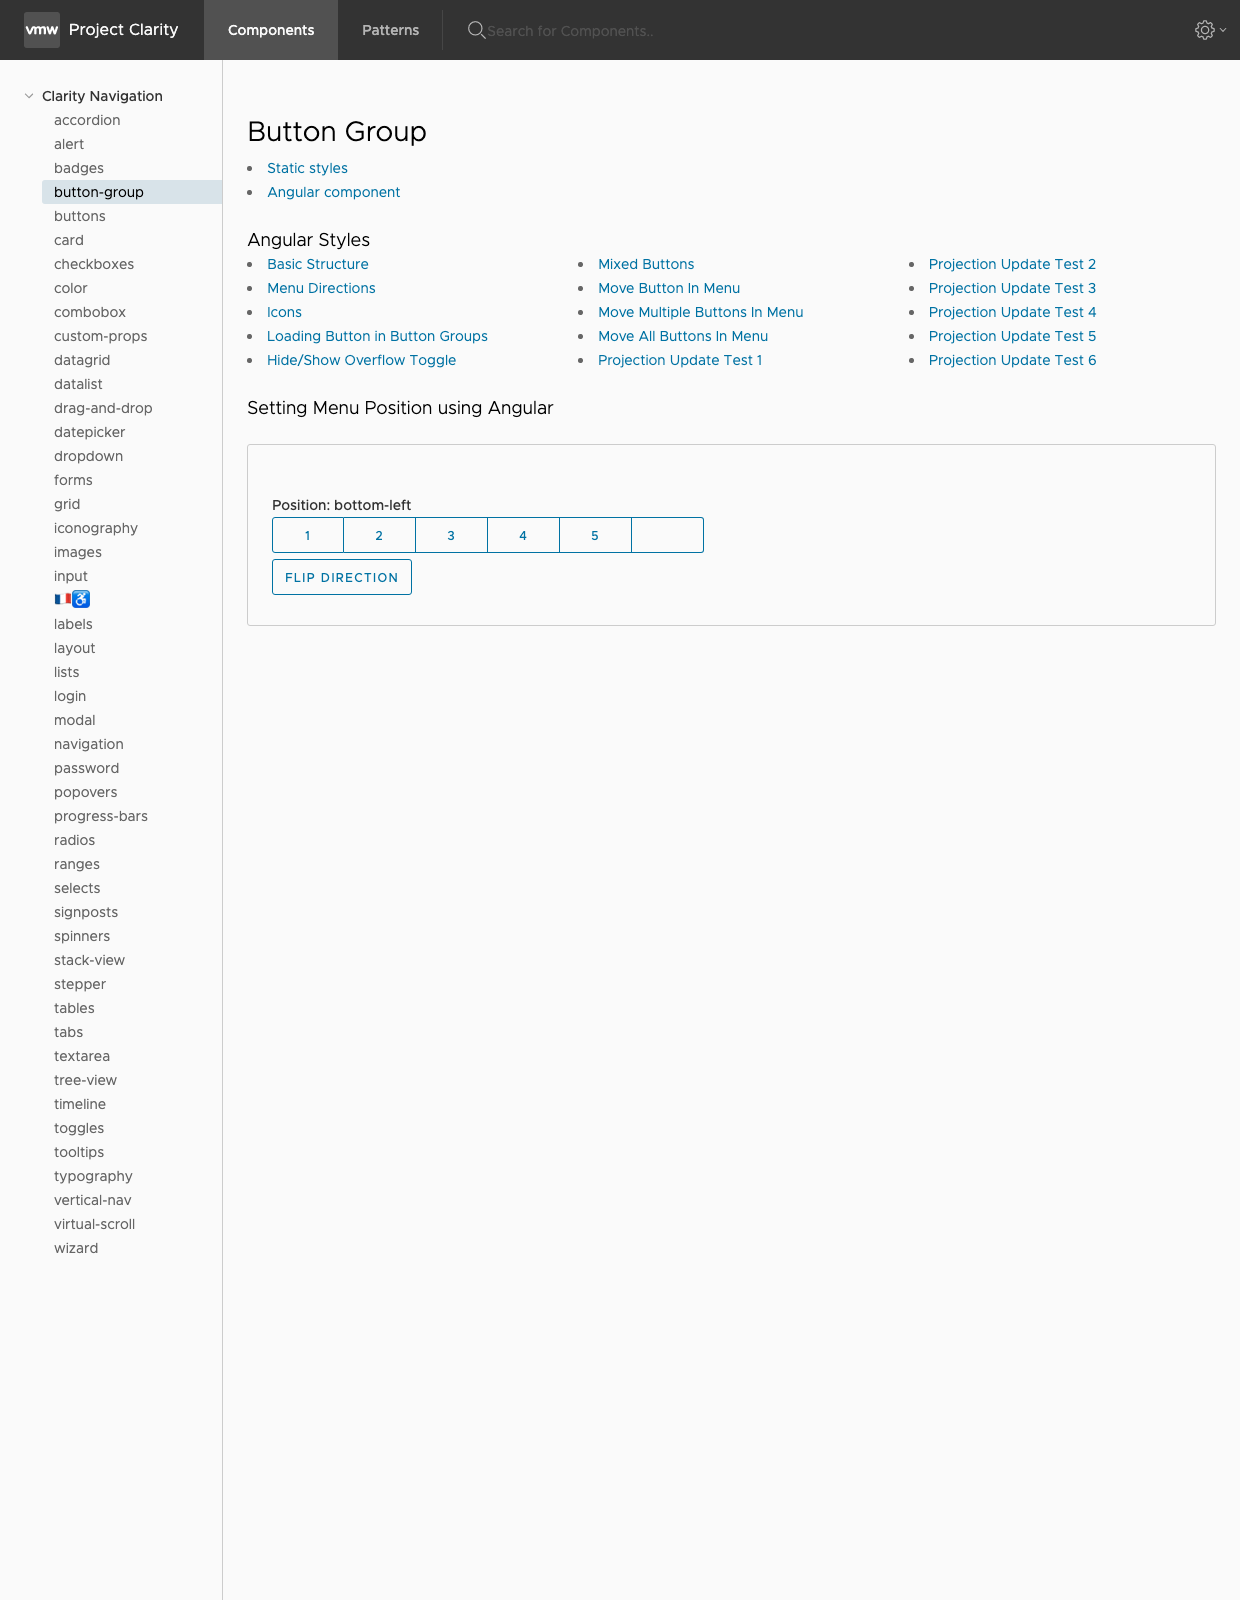 vmw Project Clarity Components Patterns Search for Components..
Clarity Navigation
accordion
alert
badges
button-group
buttons
card
checkboxes
color
combobox
custom-props
datagrid
datalist
drag-and-drop
datepicker
dropdown
forms
grid
iconography
images
input
🇫🇷♿
labels
layout
lists
login
modal
navigation
password
popovers
progress-bars
radios
ranges
selects
signposts
spinners
stack-view
stepper
tables
tabs
textarea
tree-view
timeline
toggles
tooltips
typography
vertical-nav
virtual-scroll
wizard
Button Group
Static styles
Angular component
Angular Styles
Basic Structure
Menu Directions
Icons
Loading Button in Button Groups
Hide/Show Overflow Toggle
Mixed Buttons
Move Button In Menu
Move Multiple Buttons In Menu
Move All Buttons In Menu
Projection Update Test 1
Projection Update Test 2
Projection Update Test 3
Projection Update Test 4
Projection Update Test 5
Projection Update Test 6
Setting Menu Position using Angular
Position: bottom-left
1 2 3 4 5
FLIP DIRECTION